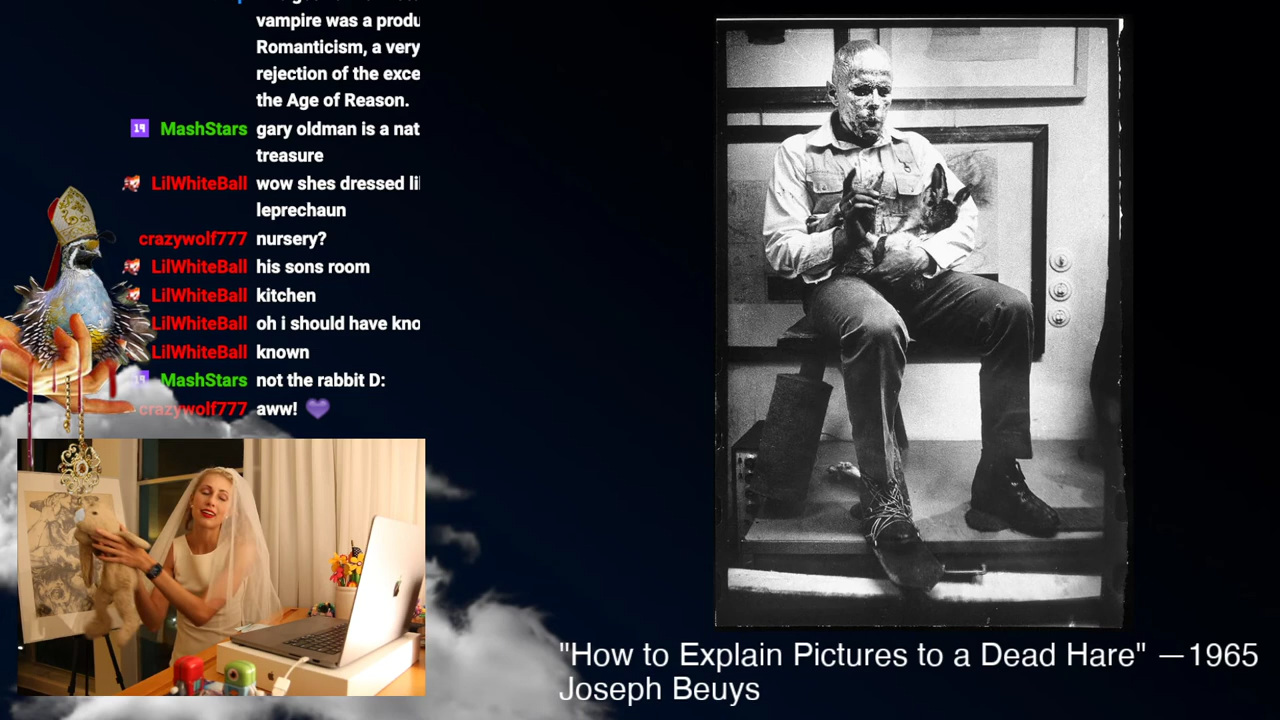 vampire was a produ
Romanticism, a very
rejection of the exce
the Age of Reason.
19 MashStars gary oldman is a nat
treasure
LilWhiteBall wow shes dressed li
leprechaun
crazywolf777 nursery?
LilWhiteBall his sons room
LilWhiteBall kitchen
LilWhiteBall oh i should have kno
LilWhiteBall known
MashStars not the rabbit D:
crazywolf777 aww! 💜
"How to Explain Pictures to a Dead Hare" —1965
Joseph Beuys